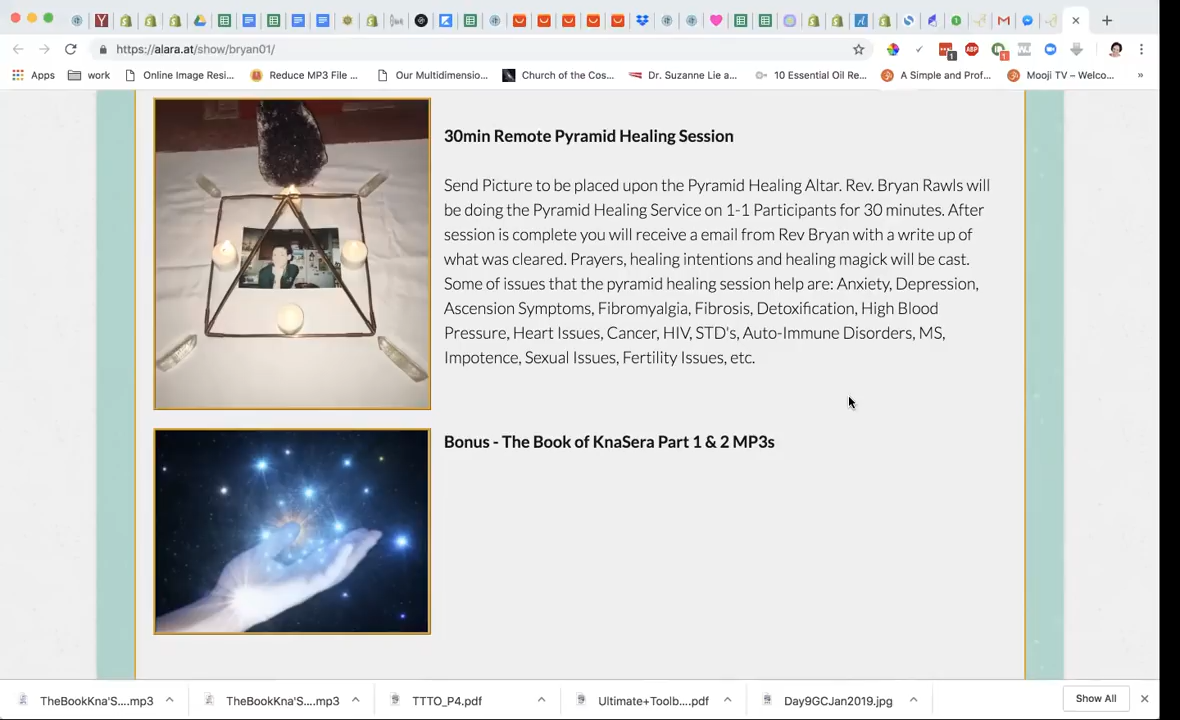 https://alara.at/show/bryan01/
Apps
work
Online Image Resi...
Reduce MP3 File ...
Our Multidimensio...
Church of the Cos...
Dr. Suzanne Lie a...
10 Essential Oil Re...
A Simple and Prof...
Mooji TV – Welco...
»
30min Remote Pyramid Healing Session
Send Picture to be placed upon the Pyramid Healing Altar. Rev. Bryan Rawls will
be doing the Pyramid Healing Service on 1-1 Participants for 30 minutes. After
session is complete you will receive a email from Rev Bryan with a write up of
what was cleared. Prayers, healing intentions and healing magick will be cast.
Some of issues that the pyramid healing session help are: Anxiety, Depression,
Ascension Symptoms, Fibromyalgia, Fibrosis, Detoxification, High Blood
Pressure, Heart Issues, Cancer, HIV, STD's, Auto-Immune Disorders, MS,
Impotence, Sexual Issues, Fertility Issues, etc.
Bonus - The Book of KnaSera Part 1 & 2 MP3s
TheBookKna'S....mp3
TheBookKna'S....mp3
TTTO_P4.pdf
Ultimate+Toolb....pdf
Day9GCJan2019.jpg
Show All